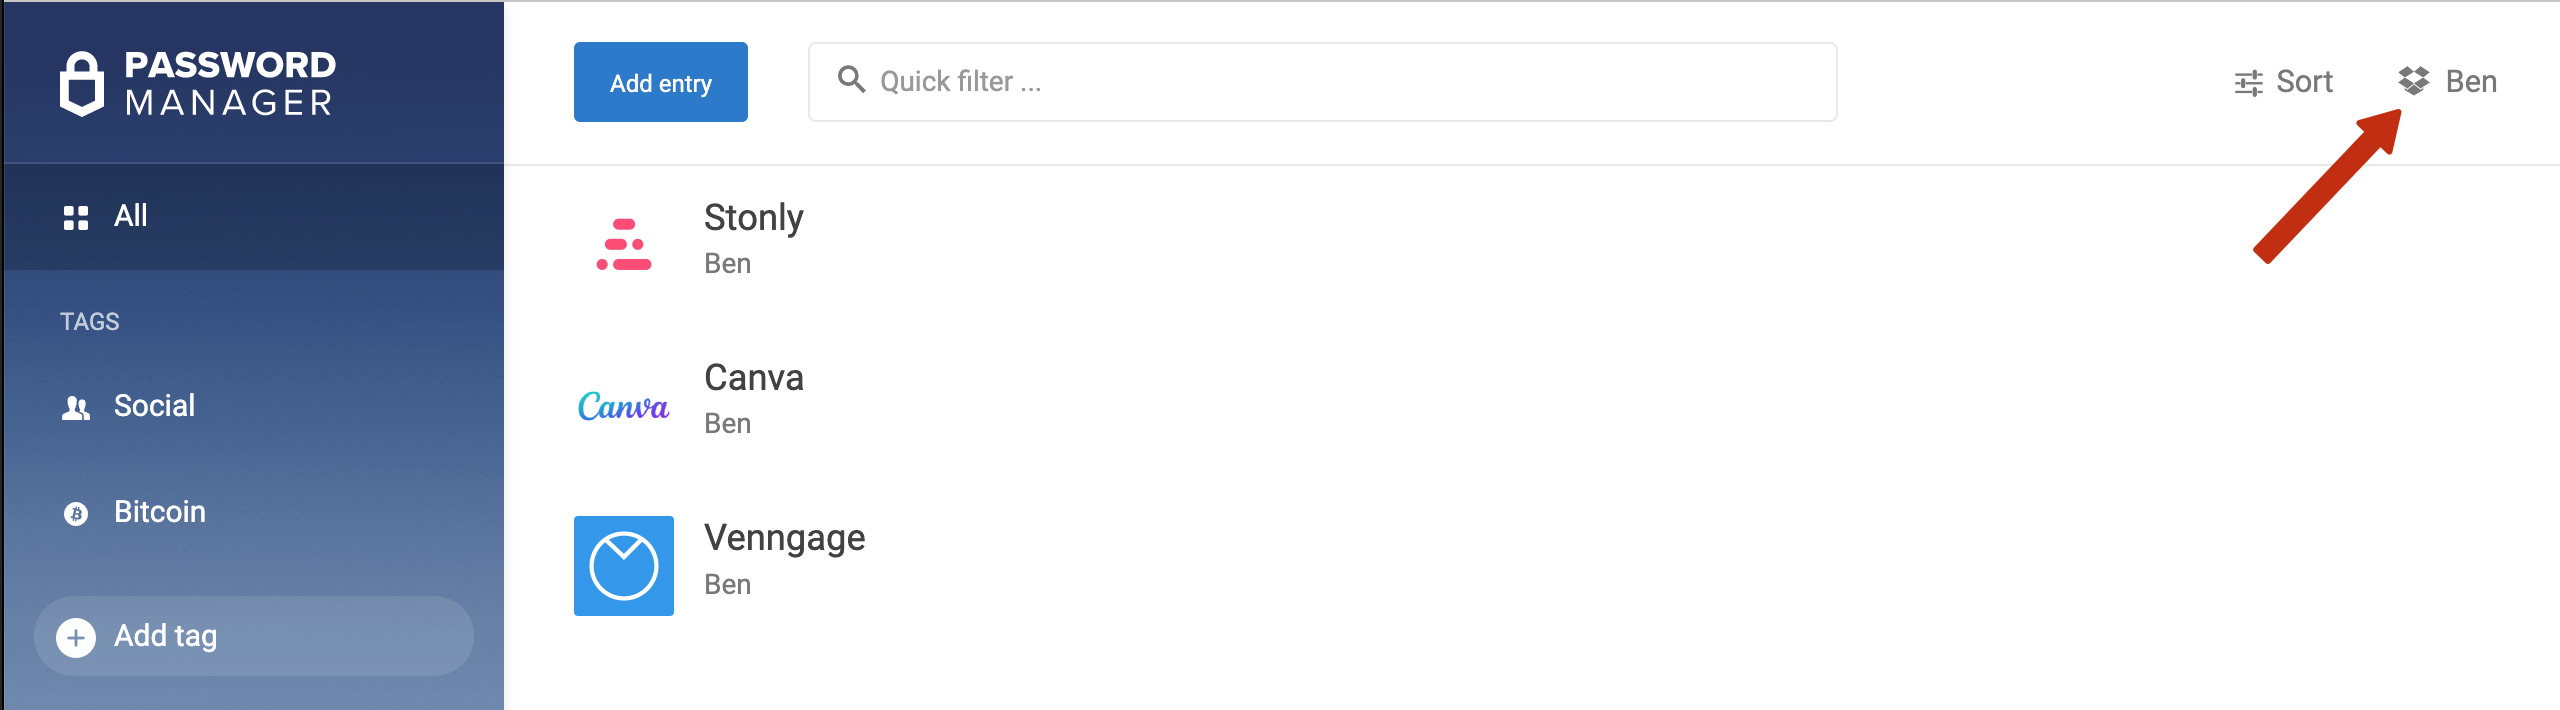 PASSWORD
MANAGER
All
TAGS
Social
Bitcoin
Add tag
Add entry
Quick filter ...
Sort
Ben
Stonly
Ben
Canva
Canva
Ben
Venngage
Ben